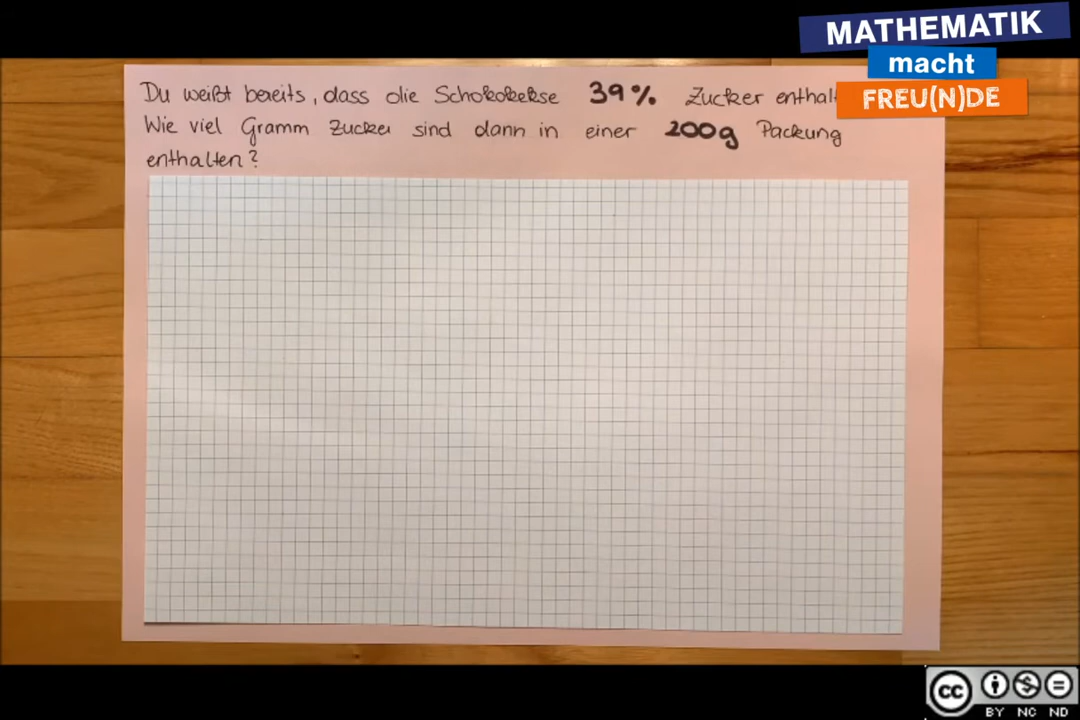 MATHEMATIK
macht
FREU(N)DE
Du weißt bereits, dass die Schokokekse 39% Zucker enthal
Wie viel Gramm Zucker sind dann in einer 200g Packung
enthalten?
cc
BY NC ND